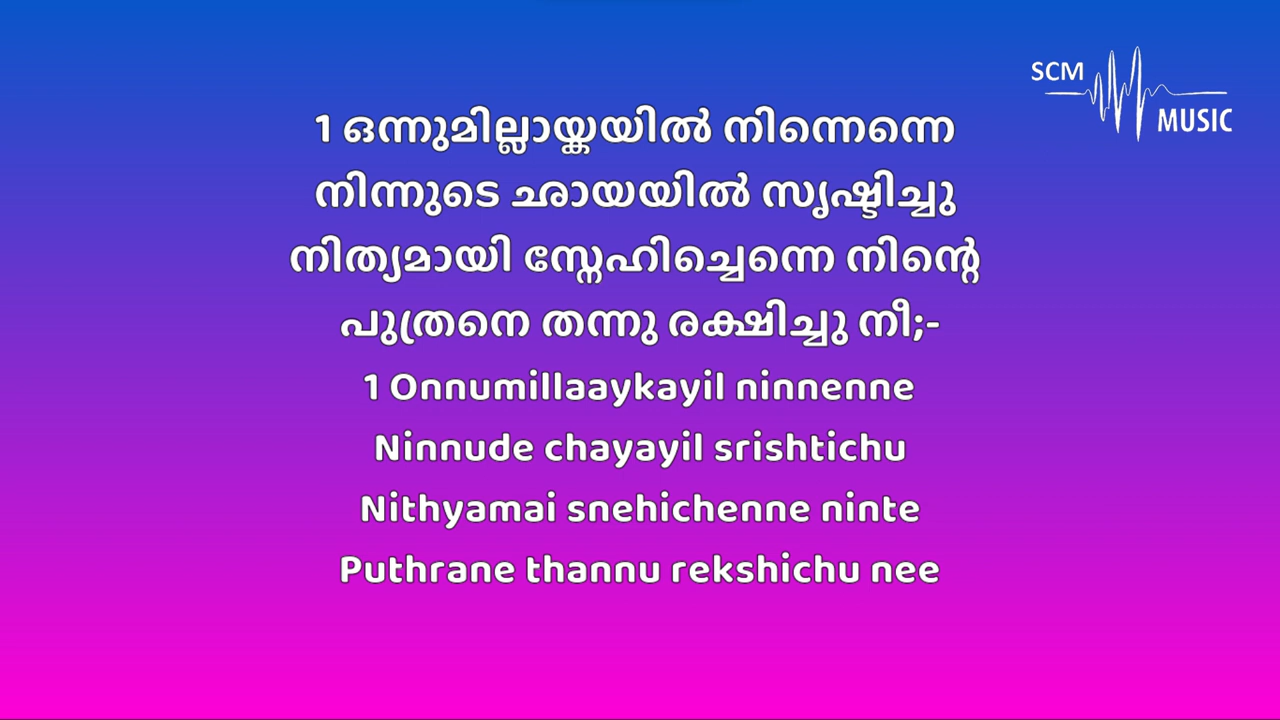 SCM
MUSIC
1 ഒന്നുമില്ലായ്കയിൽ നിന്നെന്നെ
നിന്നുടെ ഛായയിൽ സൃഷ്ടിച്ചു
നിത്യമായി സ്നേഹിച്ചെന്നെ നിന്റെ
പുത്രനെ തന്നു രക്ഷിച്ചു നീ;-
1 Onnumillaaykayil ninnenne
Ninnude chayayil srishtichu
Nithyamai snehichenne ninte
Puthrane thannu rekshichu nee